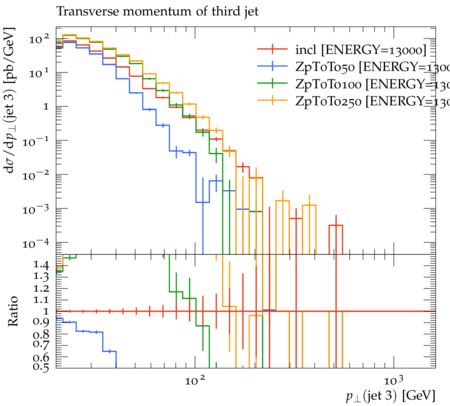 Transverse momentum of third jet
dσ/dp⊥(jet 3) [pb/GeV]
10²
10¹
1
10⁻¹
10⁻²
10⁻³
10⁻⁴
incl [ENERGY=13000]
ZpToTo50 [ENERGY=1300
ZpToTo100 [ENERGY=130
ZpToTo250 [ENERGY=130
Ratio
1.4
1.3
1.2
1.1
1
0.9
0.8
0.7
0.6
0.5
10²
10³
p⊥(jet 3) [GeV]